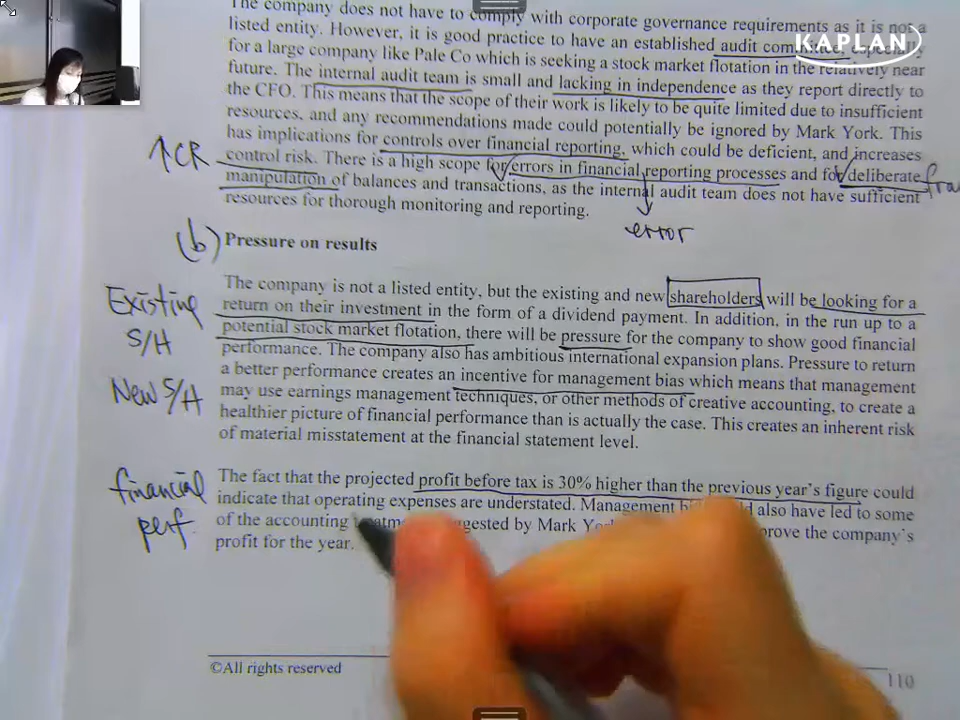 The company does not have to comply with corporate governance requirements as it is not a
listed entity. However, it is good practice to have an established audit
KAPLAN
for a large company like Pale Co which is seeking a stock market flotation in the relatively near
future. The internal audit team is small and lacking in independence as they report directly to
the CFO. This means that the scope of their work is likely to be quite limited due to insufficient
resources, and any recommendations made could potentially be ignored by Mark York. This
has implications for controls over financial reporting, which could be deficient, and increases
↑CR
control risk. There is a high scope for errors in financial reporting processes and for deliberate
manipulation of balances and transactions, as the internal audit team does not have sufficient
resources for thorough monitoring and reporting.
error
(b) Pressure on results
The company is not a listed entity, but the existing and new shareholders will be looking for a
Existing
return on their investment in the form of a dividend payment. In addition, in the run up to a
S/H
potential stock market flotation, there will be pressure for the company to show good financial
performance. The company also has ambitious international expansion plans. Pressure to return
a better performance creates an incentive for management bias which means that management
New S/H
may use earnings management techniques, or other methods of creative accounting, to create a
healthier picture of financial performance than is actually the case. This creates an inherent risk
of material misstatement at the financial statement level.
financial
perf
The fact that the projected profit before tax is 30% higher than the previous year's figure could
indicate that operating expenses are understated. Management also have led to some
of the accounting suggested by Mark improve the company's
profit for the year.
©All rights reserved
110